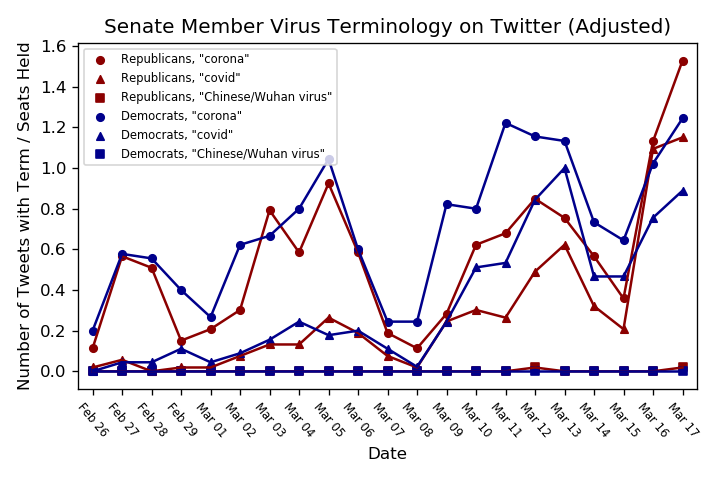 Senate Member Virus Terminology on Twitter (Adjusted)
Number of Tweets with Term / Seats Held
1.6
1.4
1.2
1.0
0.8
0.6
0.4
0.2
0.0
Republicans, "corona"
Republicans, "covid"
Republicans, "Chinese/Wuhan virus"
Democrats, "corona"
Democrats, "covid"
Democrats, "Chinese/Wuhan virus"
Feb 26
Feb 27
Feb 28
Feb 29
Mar 01
Mar 02
Mar 03
Mar 04
Mar 05
Mar 06
Mar 07
Mar 08
Mar 09
Mar 10
Mar 11
Mar 12
Mar 13
Mar 14
Mar 15
Mar 16
Mar 17
Date